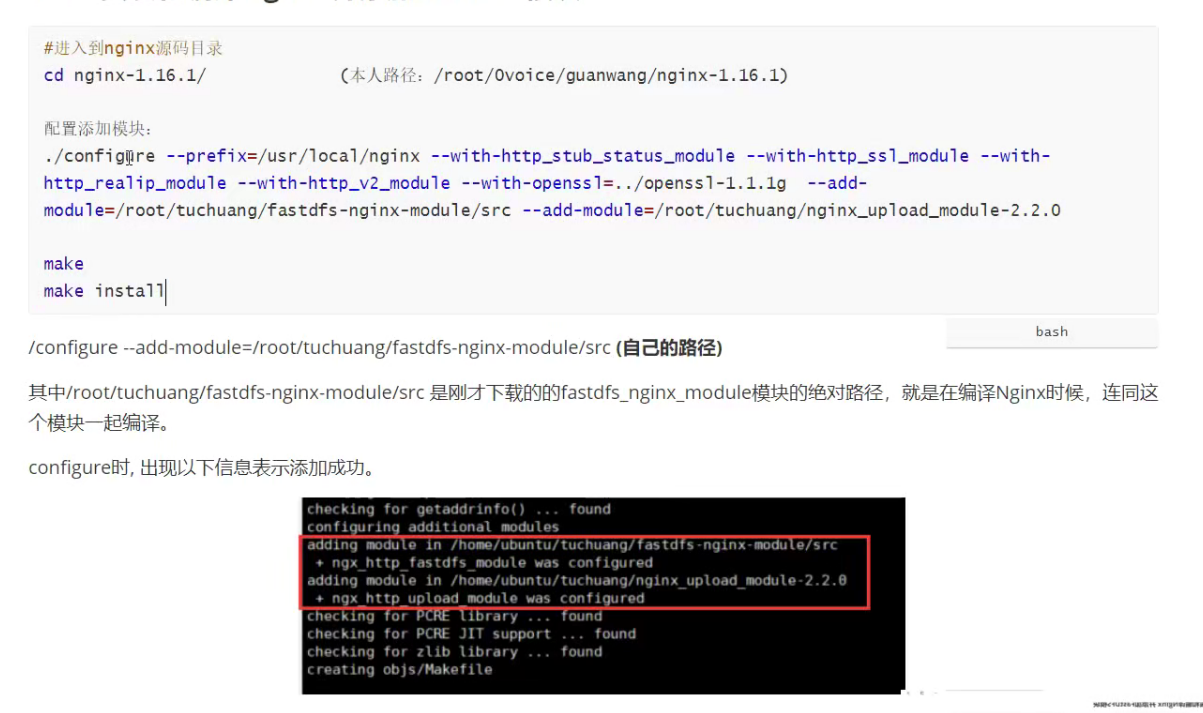 #进入到nginx源码目录
cd nginx-1.16.1/ (本人路径：/root/0voice/guanwang/nginx-1.16.1)
配置添加模块：
./configure --prefix=/usr/local/nginx --with-http_stub_status_module --with-http_ssl_module --with-
http_realip_module --with-http_v2_module --with-openssl=../openssl-1.1.1g --add-
module=/root/tuchuang/fastdfs-nginx-module/src --add-module=/root/tuchuang/nginx_upload_module-2.2.0
make
make install
bash
/configure --add-module=/root/tuchuang/fastdfs-nginx-module/src (自己的路径)
其中/root/tuchuang/fastdfs-nginx-module/src 是刚才下载的的fastdfs_nginx_module模块的绝对路径，就是在编译Nginx时候，连同这
个模块一起编译。
configure时, 出现以下信息表示添加成功。
checking for getaddrinfo() ... found
configuring additional modules
adding module in /home/ubuntu/tuchuang/fastdfs-nginx-module/src
+ ngx_http_fastdfs_module was configured
adding module in /home/ubuntu/tuchuang/nginx_upload_module-2.2.0
+ ngx_http_upload_module was configured
checking for PCRE library ... found
checking for PCRE JIT support ... found
checking for zlib library ... found
creating objs/Makefile